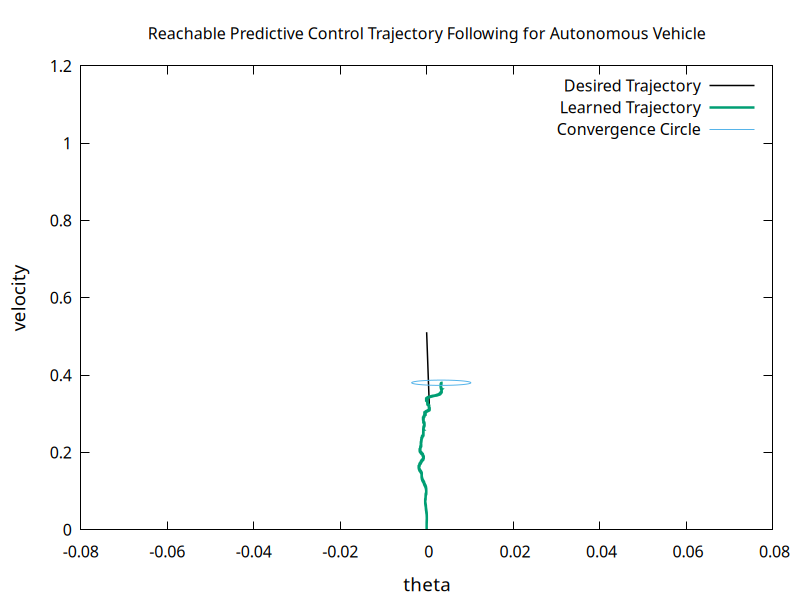 Reachable Predictive Control Trajectory Following for Autonomous Vehicle
Desired Trajectory
Learned Trajectory
Convergence Circle
1.2
1
0.8
0.6
0.4
0.2
0
velocity
-0.08 -0.06 -0.04 -0.02 0 0.02 0.04 0.06 0.08
theta